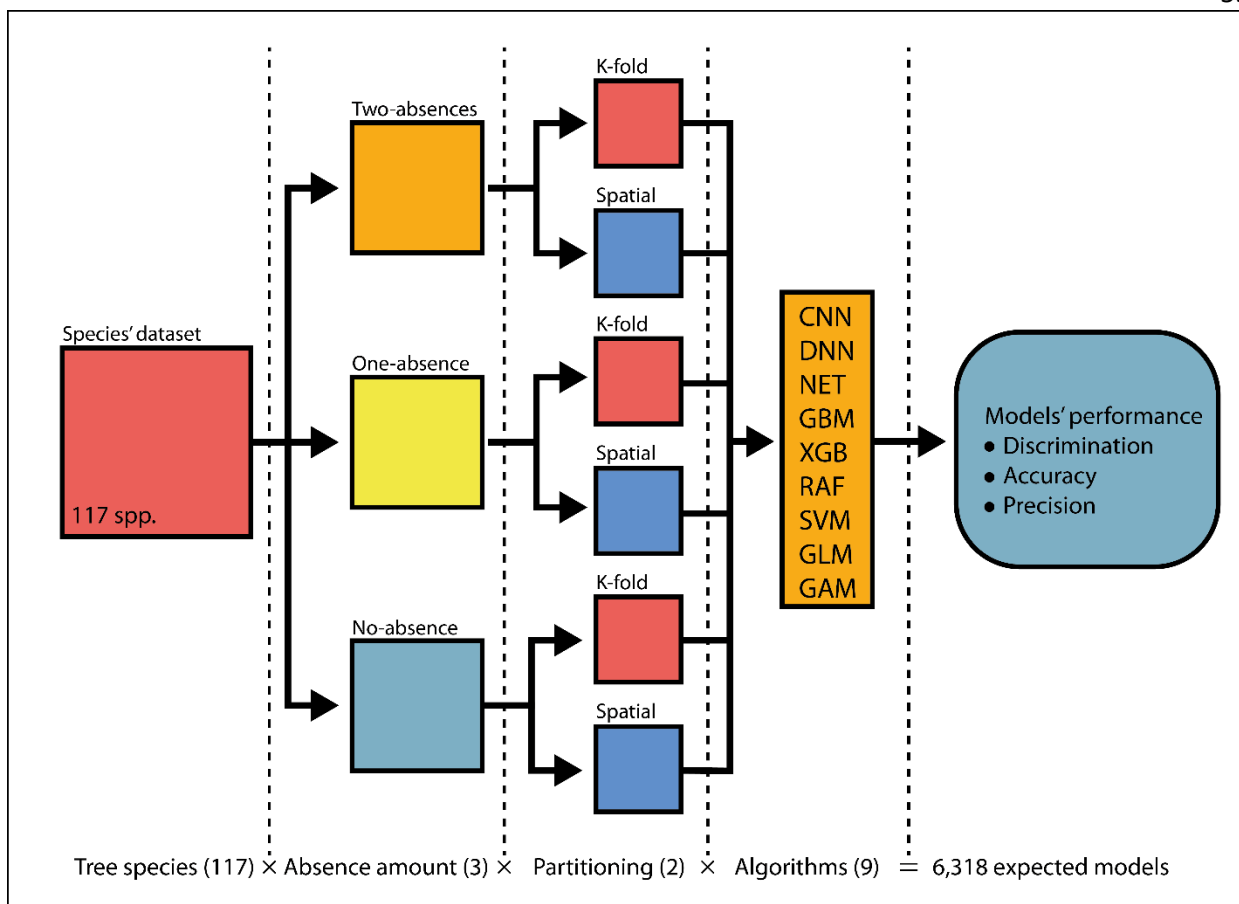 K-fold
Two-absences
Spatial
K-fold
Species' dataset
One-absence
CNN
DNN
NET
GBM
XGB
RAF
SVM
GLM
GAM
Models' performance
● Discrimination
● Accuracy
● Precision
Spatial
117 spp.
K-fold
No-absence
Spatial
Tree species (117) × Absence amount (3) × Partitioning (2) × Algorithms (9) = 6,318 expected models